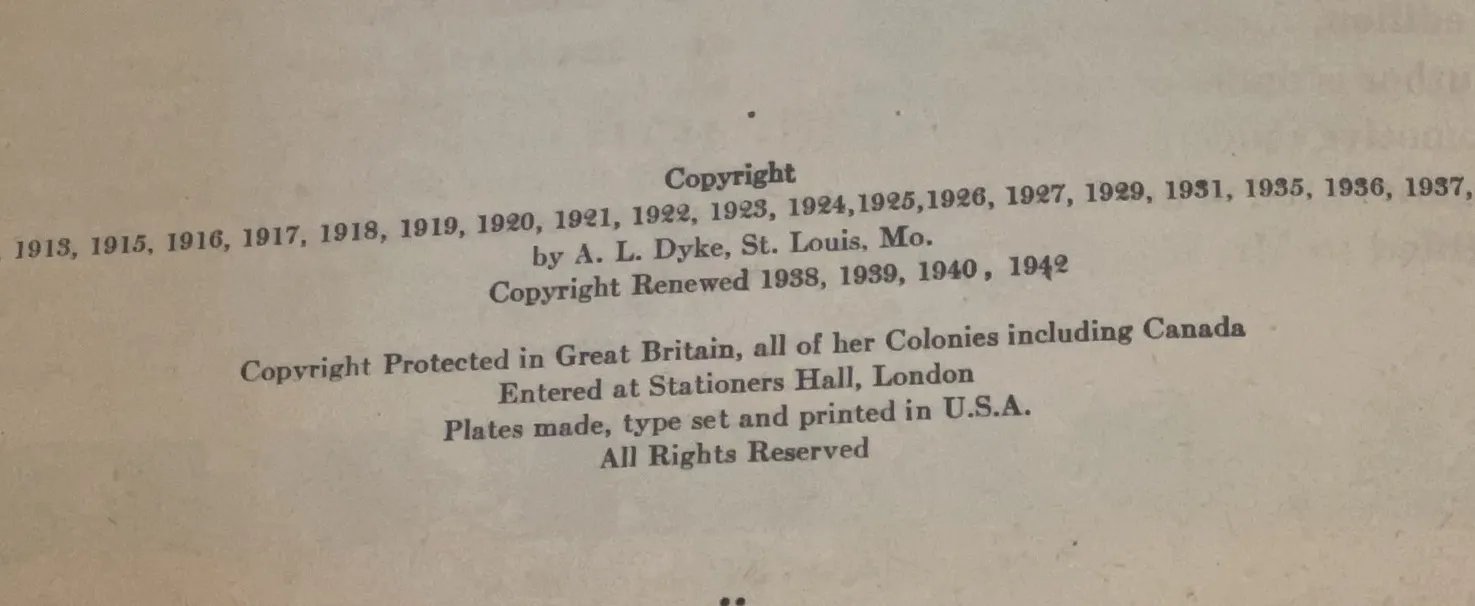 Copyright
1913, 1915, 1916, 1917, 1918, 1919, 1920, 1921, 1922, 1923, 1924,1925,1926, 1927, 1929, 1931, 1935, 1936, 1937,
by A. L. Dyke, St. Louis, Mo.
Copyright Renewed 1938, 1939, 1940, 1942
Copyright Protected in Great Britain, all of her Colonies including Canada
Entered at Stationers Hall, London
Plates made, type set and printed in U.S.A.
All Rights Reserved